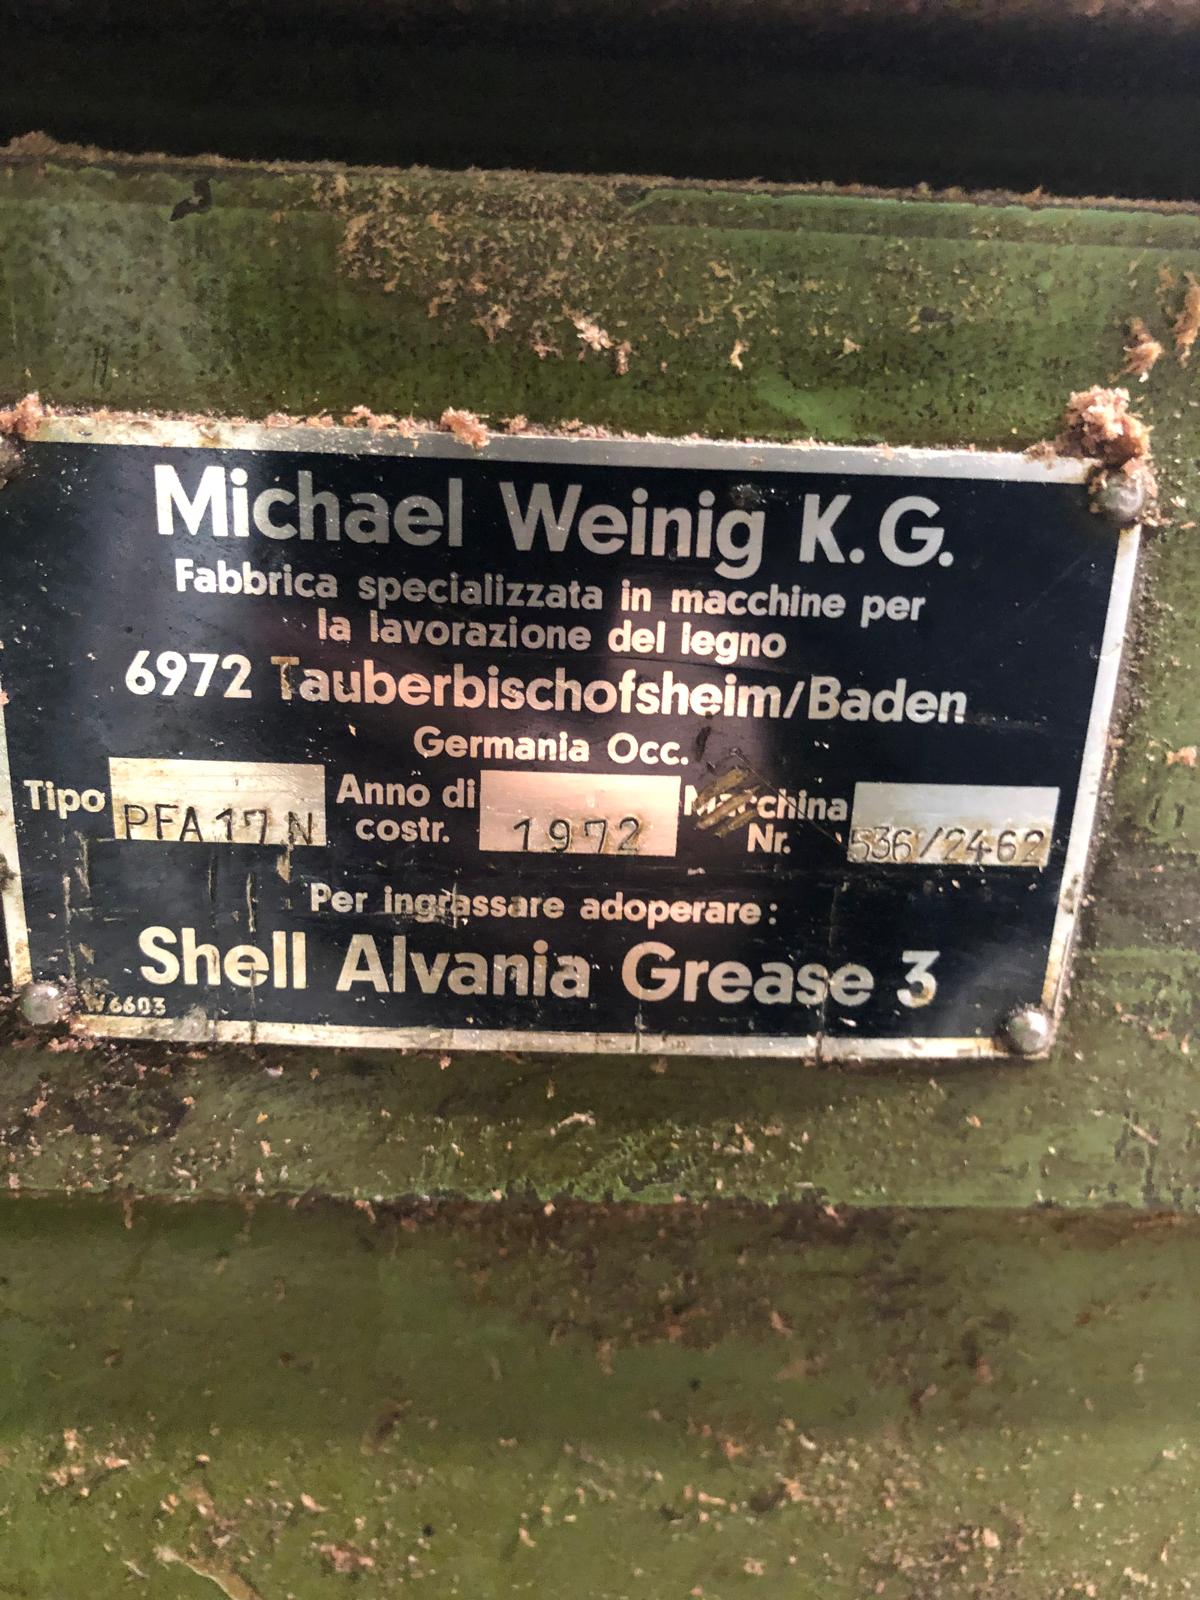 Michael Weinig K.G.
Fabbrica specializzata in macchine per
la lavorazione del legno
6972 Tauberbischofsheim/Baden
Germania Occ.
Tipo PFA 17 N Anno di costr. 1972 Macchina Nr. 536/2462
Per ingrassare adoperare:
Shell Alvania Grease 3
W6603